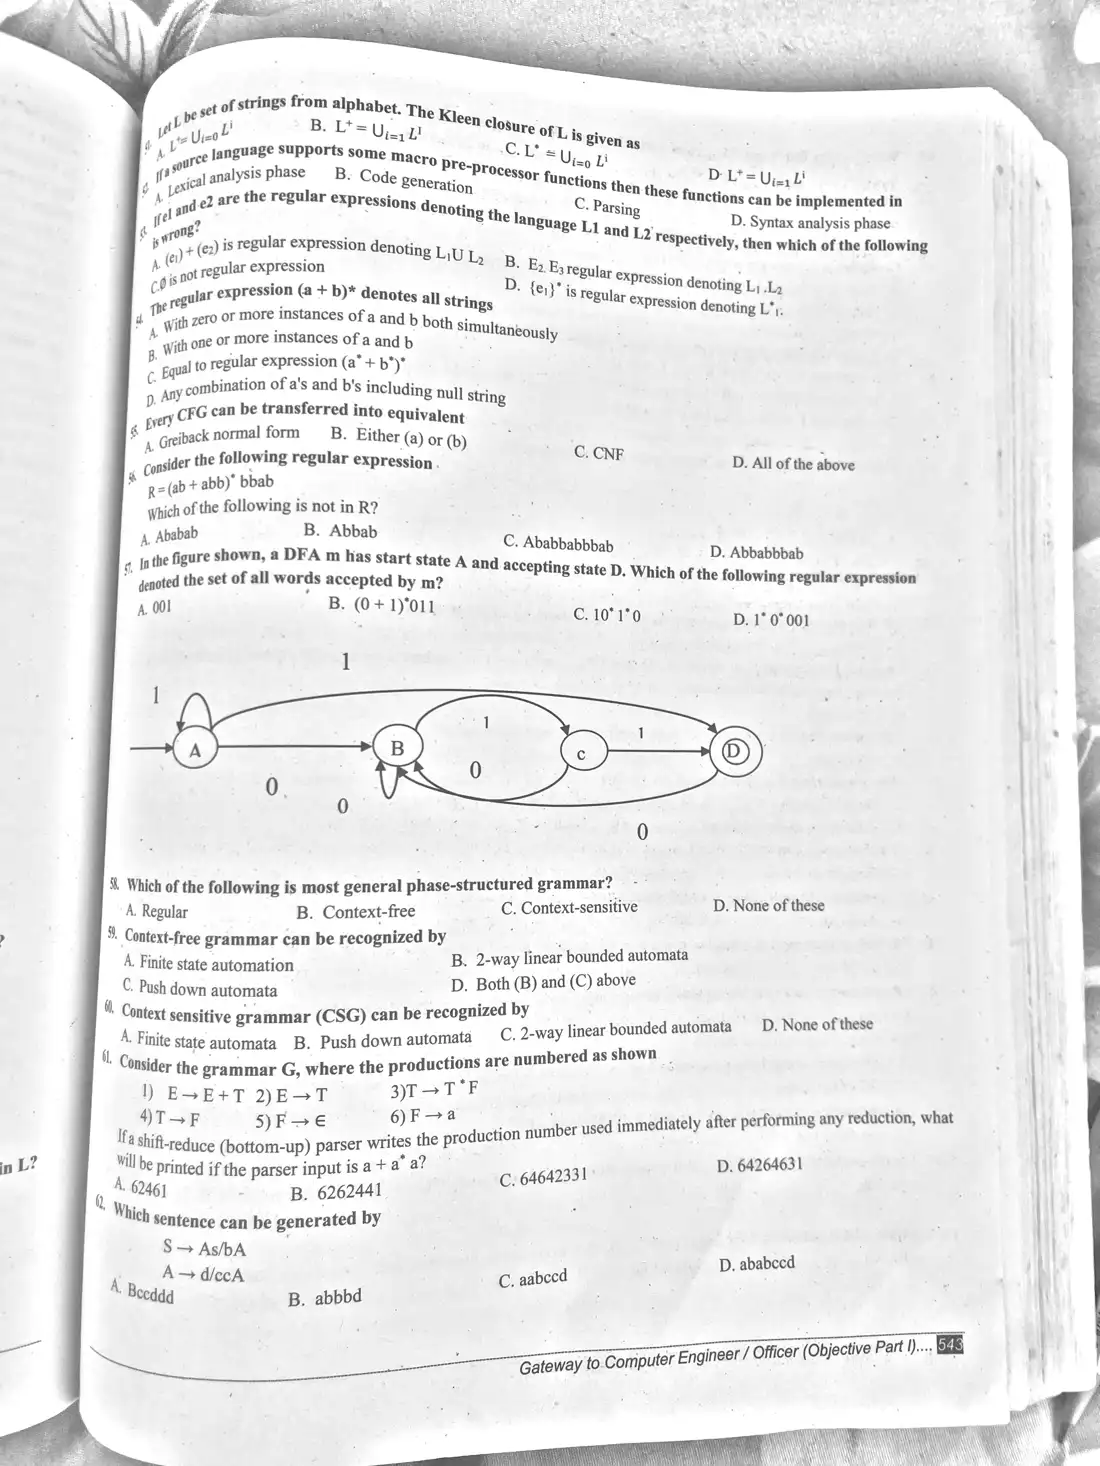 Let L be set of strings from alphabet. The Kleen closure of L is given as
A. L⁺= Uᵢ₌₀ Lⁱ B. L⁺ = Uᵢ₌₁ Lⁱ C. L* = Uᵢ₌₀ Lⁱ D L⁺ = Uᵢ₌₁ Lⁱ
If a source language supports some macro pre-processor functions then these functions can be implemented in
A. Lexical analysis phase B. Code generation C. Parsing D. Syntax analysis phase
If e1 and e2 are the regular expressions denoting the language L1 and L2 respectively, then which of the following
is wrong?
A. (e₁) + (e₂) is regular expression denoting L₁U L₂ B. E₂ E₃ regular expression denoting L₁ .L₂
C.Ø is not regular expression D. {e₁}* is regular expression denoting L*₁.
54. The regular expression (a + b)* denotes all strings
A. With zero or more instances of a and b both simultaneously
B. With one or more instances of a and b
C. Equal to regular expression (a* + b*)*
D. Any combination of a's and b's including null string
55. Every CFG can be transferred into equivalent
A. Greiback normal form B. Either (a) or (b) C. CNF D. All of the above
56. Consider the following regular expression
R = (ab + abb)* bbab
Which of the following is not in R?
A. Ababab B. Abbab C. Ababbabbbab D. Abbabbbab
57. In the figure shown, a DFA m has start state A and accepting state D. Which of the following regular expression
denoted the set of all words accepted by m?
A. 001 B. (0 + 1)*011 C. 10* 1* 0 D. 1* 0* 001
1
1
A B 1 c 1 D
0 0 0
0
58. Which of the following is most general phase-structured grammar?
A. Regular B. Context-free C. Context-sensitive D. None of these
59. Context-free grammar can be recognized by
A. Finite state automation B. 2-way linear bounded automata
C. Push down automata D. Both (B) and (C) above
60. Context sensitive grammar (CSG) can be recognized by
A. Finite state automata B. Push down automata C. 2-way linear bounded automata D. None of these
61. Consider the grammar G, where the productions are numbered as shown
1) E → E + T 2) E → T 3)T → T * F
4) T → F 5) F → ∈ 6) F → a
If a shift-reduce (bottom-up) parser writes the production number used immediately after performing any reduction, what
will be printed if the parser input is a + a* a?
A. 62461 B. 6262441 C. 64642331 D. 64264631
62. Which sentence can be generated by
S → As/bA
A → d/ccA
A. Bccddd B. abbbd C. aabccd D. ababccd
Gateway to Computer Engineer / Officer (Objective Part I).... 543
in L?
?